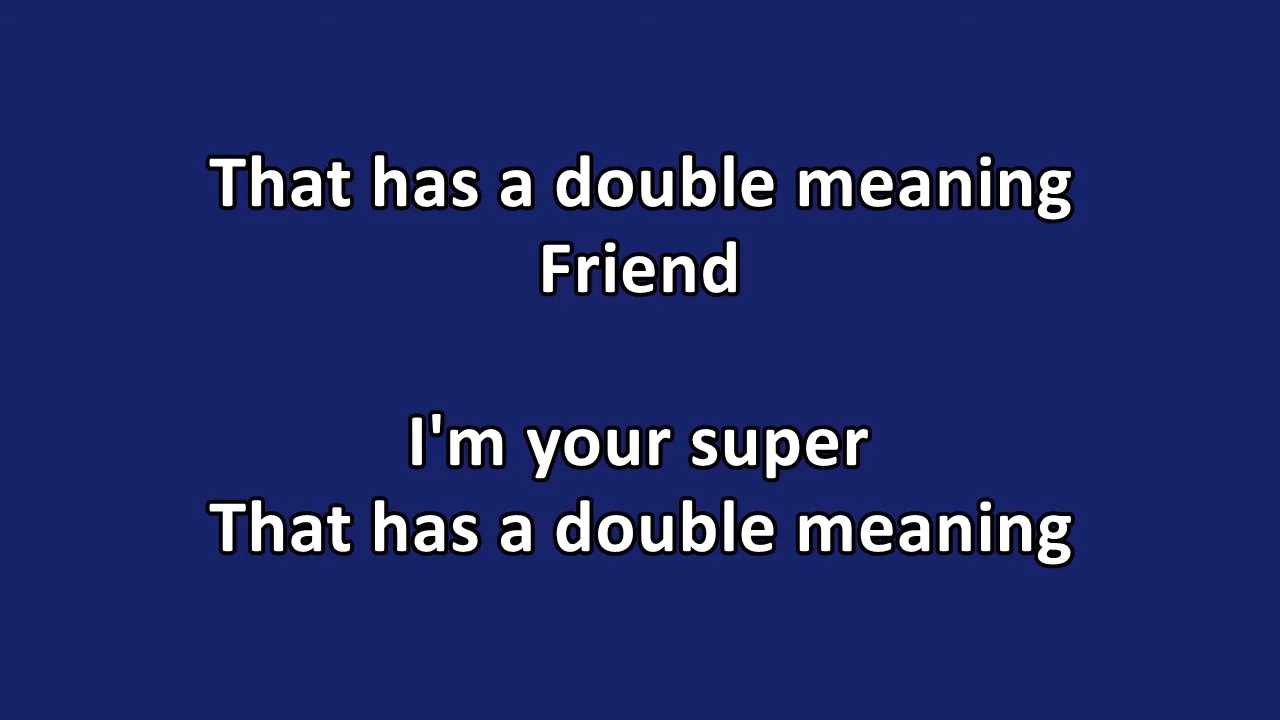 That has a double meaning
Friend
I'm your super
That has a double meaning